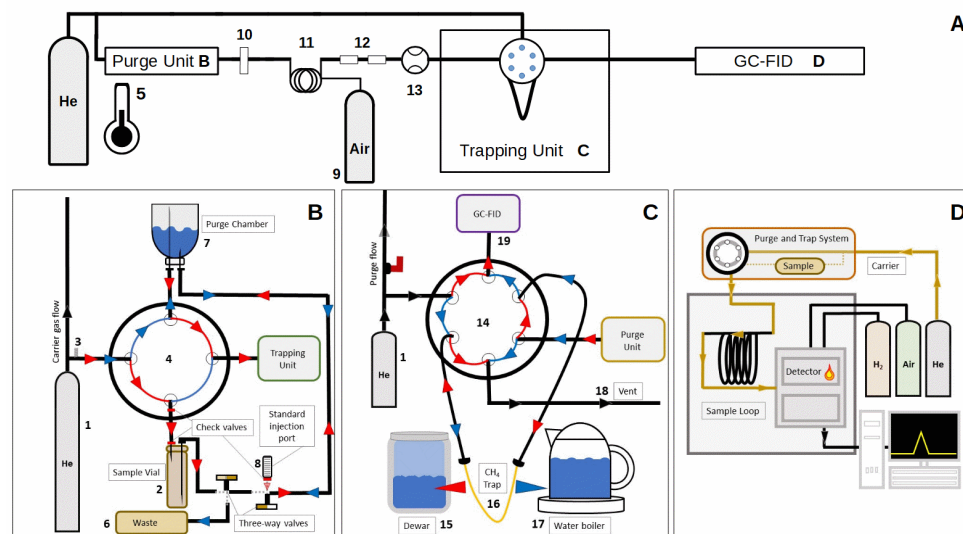 A
10
11
12
Purge Unit B
GC-FID D
5
He
13
Air
Trapping Unit C
9
B
Purge Chamber
7
Carrier gas flow
3
4
Trapping
Unit
1
Check valves
Standard
injection
port
8
He
Sample Vial
2
6
Waste
Three-way valves
C
GC-FID
19
Purge flow
14
1
He
Purge
Unit
18
Vent
CH4
Trap
16
Dewar
15
17
Water boiler
D
Purge and Trap System
Sample
Carrier
H2
Air
He
Detector
Sample Loop